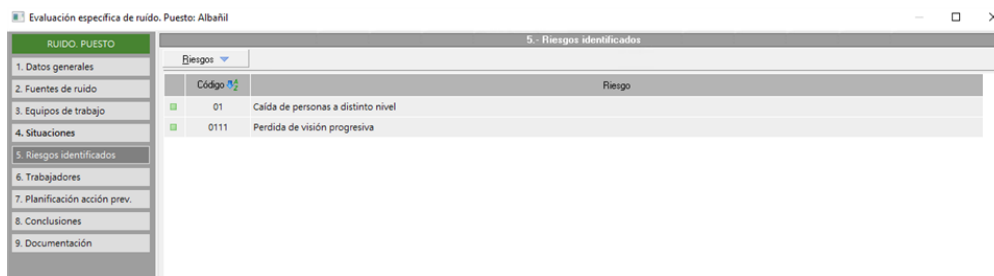 Evaluación específica de ruído. Puesto: Albañil
RUIDO. PUESTO
1. Datos generales
2. Fuentes de ruido
3. Equipos de trabajo
4. Situaciones
5. Riesgos identificados
6. Trabajadores
7. Planificación acción prev.
8. Conclusiones
9. Documentación
5.- Riesgos identificados
Riesgos
Código Riesgo
01 Caída de personas a distinto nivel
0111 Perdida de visión progresiva